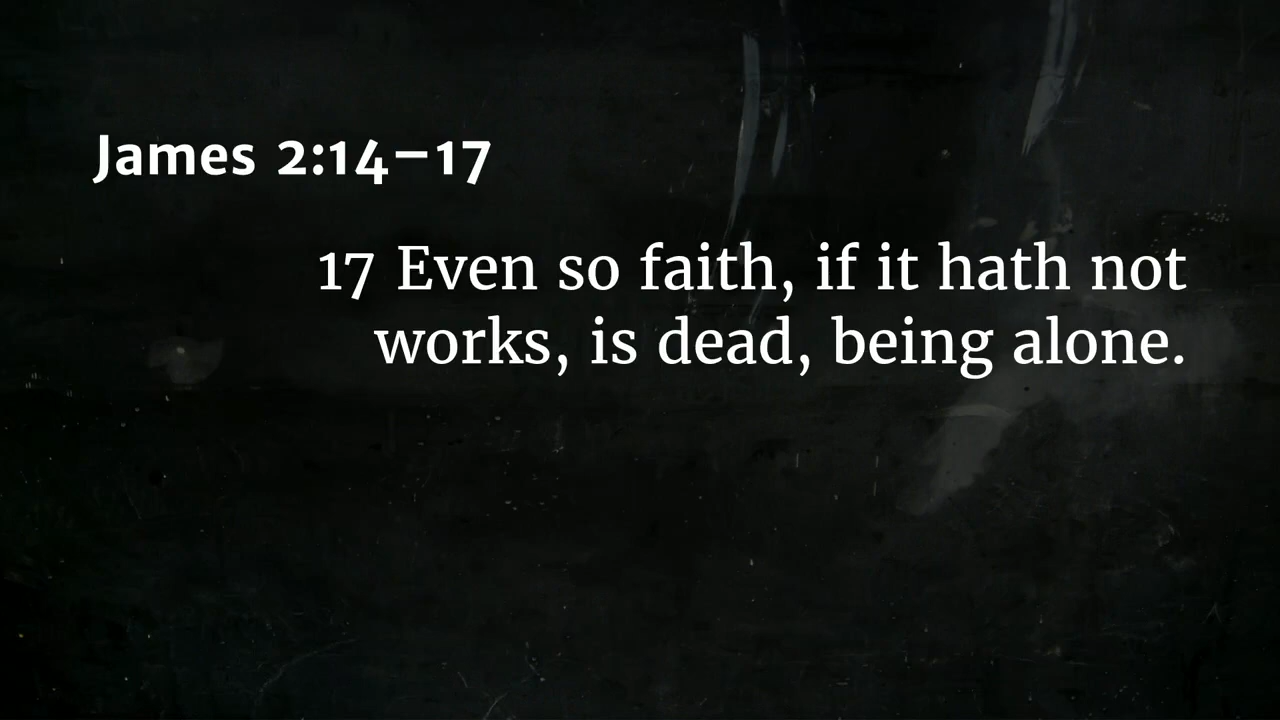 James 2:14–17
17 Even so faith, if it hath not
works, is dead, being alone.